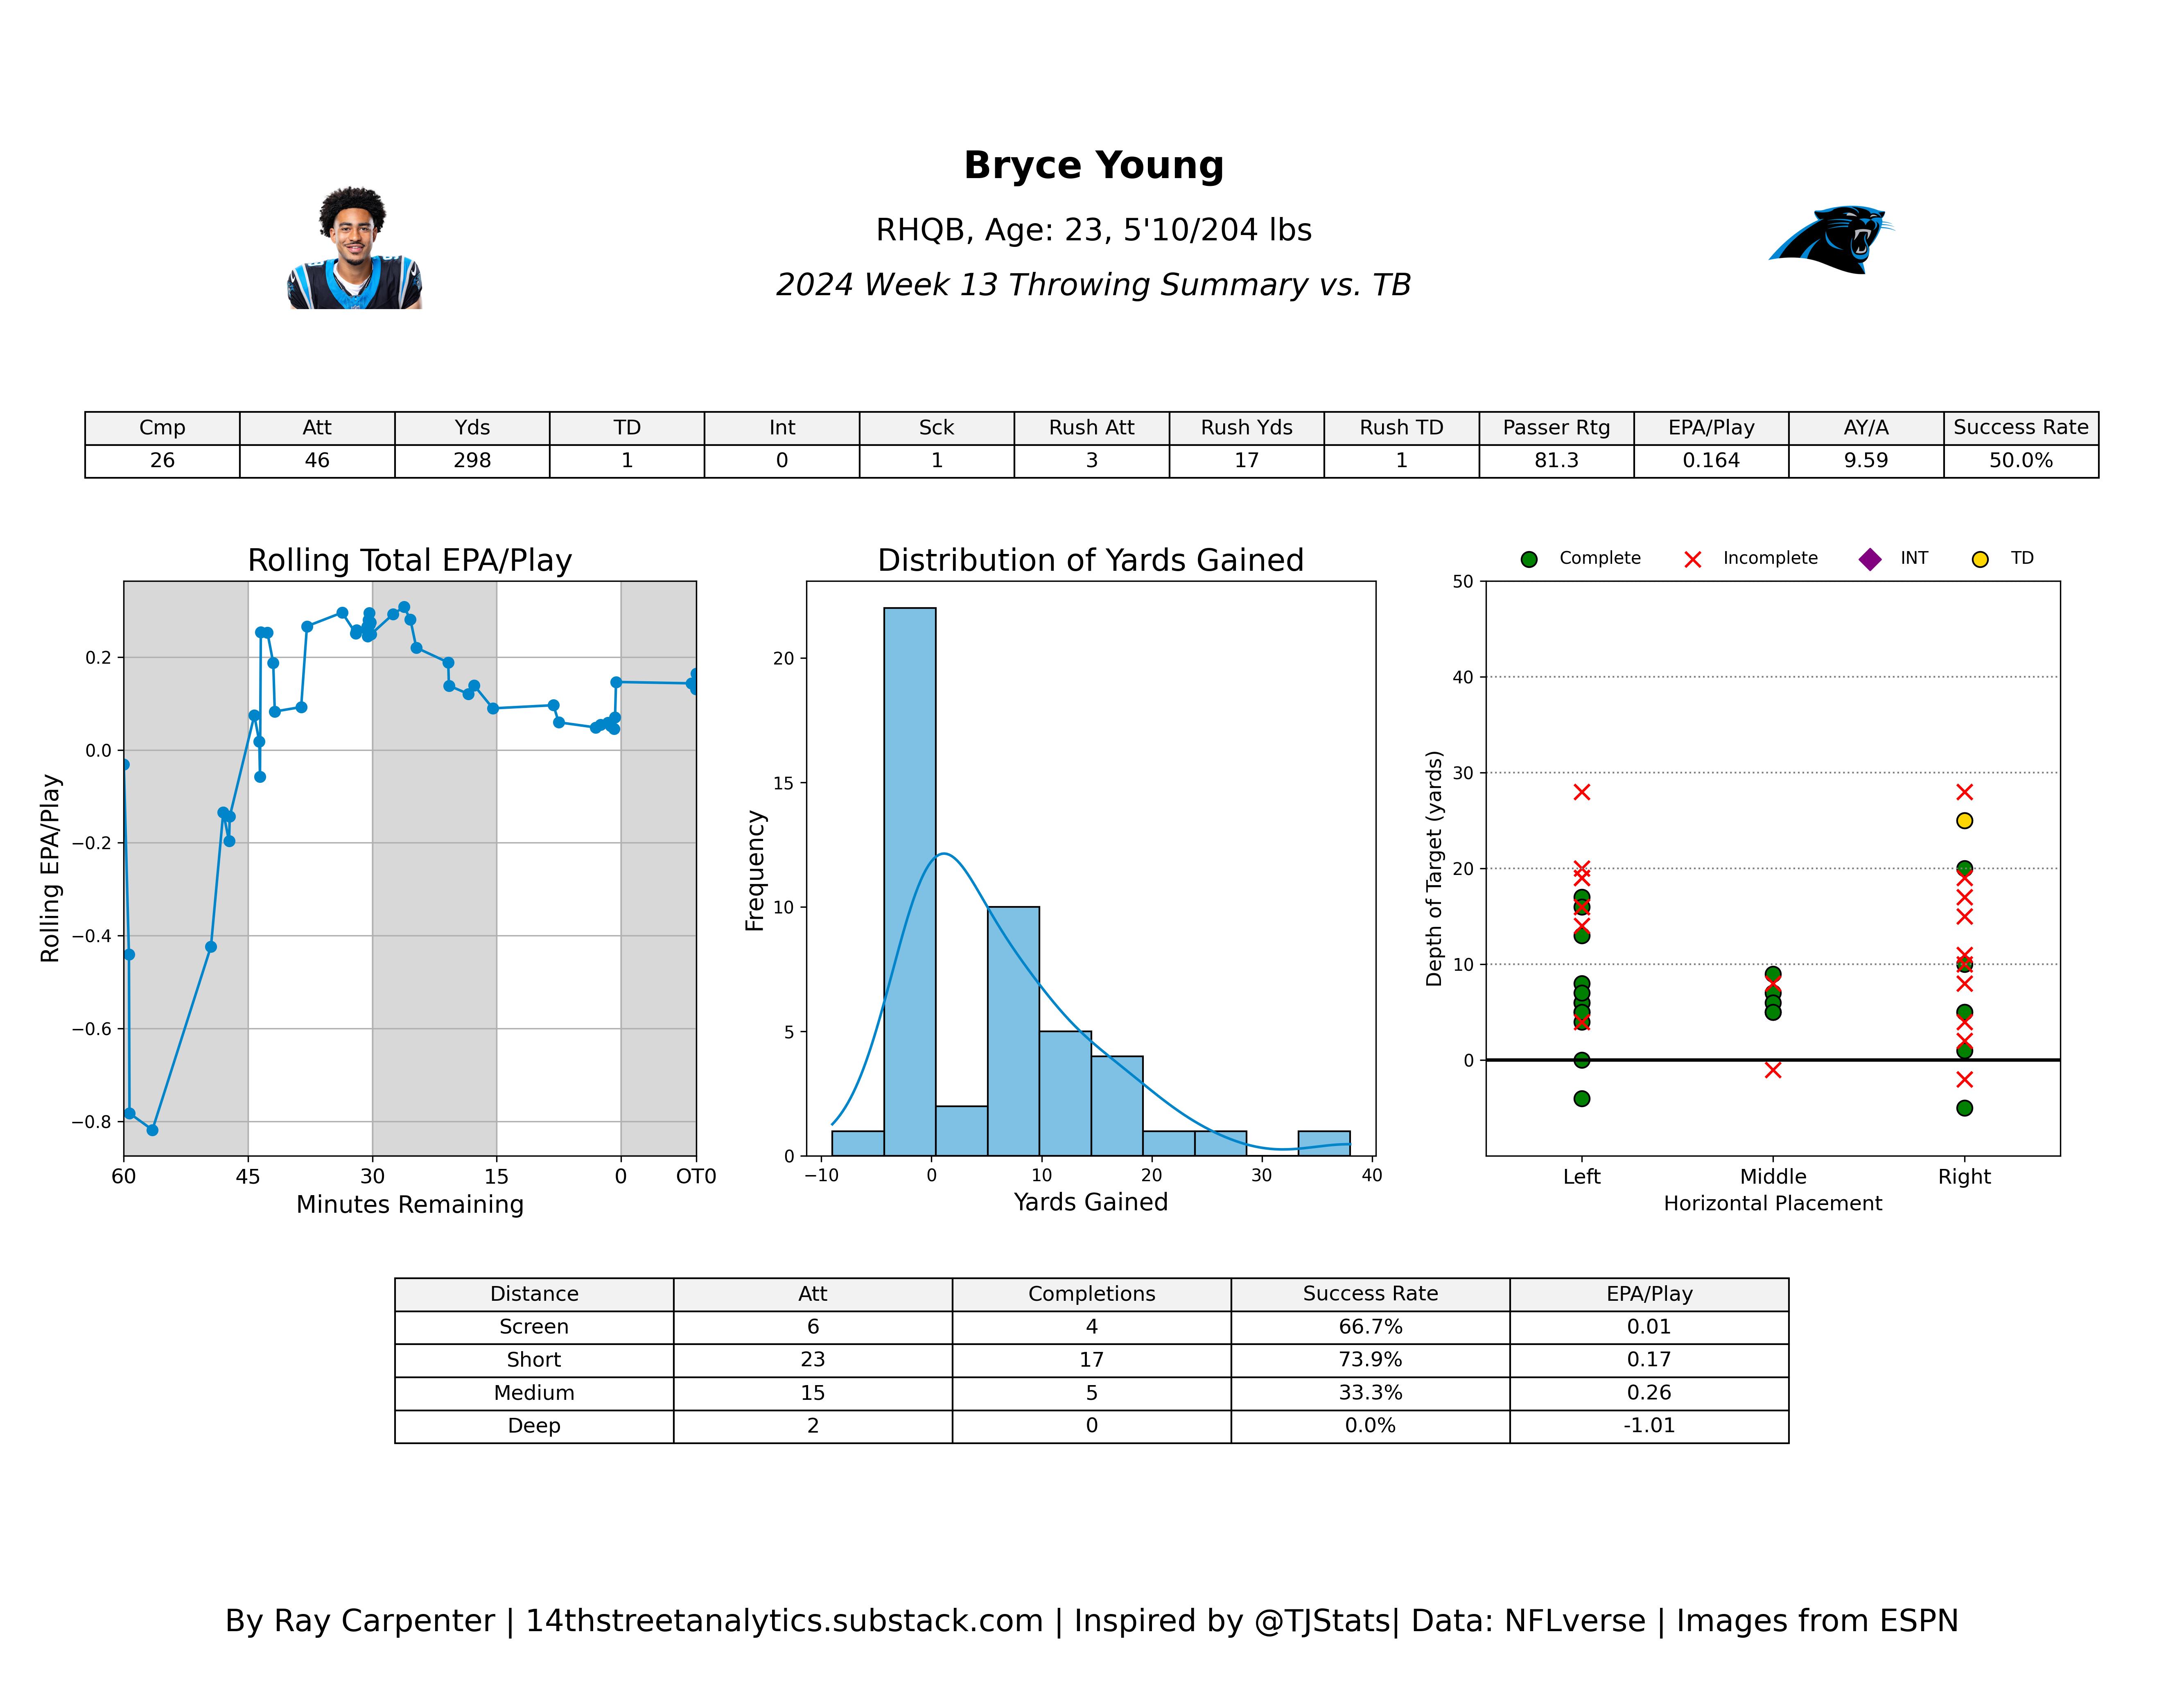 Bryce Young
RHQB, Age: 23, 5'10/204 lbs
2024 Week 13 Throwing Summary vs. TB
Cmp Att Yds TD Int Sck Rush Att Rush Yds Rush TD Passer Rtg EPA/Play AY/A Success Rate
26 46 298 1 0 1 3 17 1 81.3 0.164 9.59 50.0%
Rolling Total EPA/Play
0.2
0.0
−0.2
−0.4
−0.6
−0.8
Rolling EPA/Play
60 45 30 15 0 OT0
Minutes Remaining
Distribution of Yards Gained
20
15
10
5
0
Frequency
−10 0 10 20 30 40
Yards Gained
Complete Incomplete INT TD
50
40
30
20
10
0
Depth of Target (yards)
Left Middle Right
Horizontal Placement
Distance Att Completions Success Rate EPA/Play
Screen 6 4 66.7% 0.01
Short 23 17 73.9% 0.17
Medium 15 5 33.3% 0.26
Deep 2 0 0.0% -1.01
By Ray Carpenter | 14thstreetanalytics.substack.com | Inspired by @TJStats| Data: NFLverse | Images from ESPN